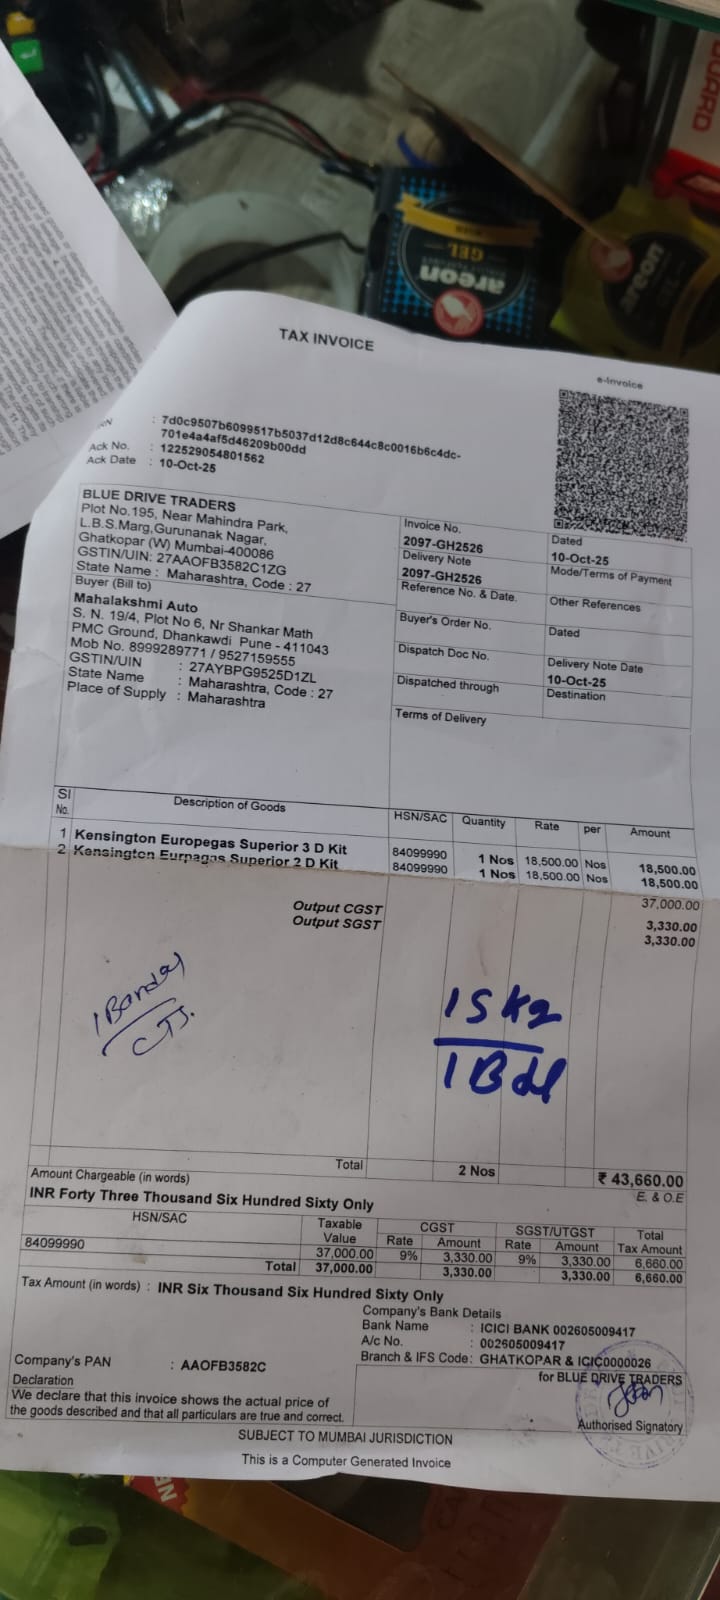 TAX INVOICE
e-Invoice
: 7d0c9507b6099517b5037d12d8c644c8c0016b6c4dc-
701e4a4af5d46209b00dd
Ack No. : 122529054801562
Ack Date : 10-Oct-25
BLUE DRIVE TRADERS
Plot No.195, Near Mahindra Park,
L.B.S.Marg,Gurunanak Nagar,
Ghatkopar (W) Mumbai-400086
GSTIN/UIN: 27AAOFB3582C1ZG
State Name : Maharashtra, Code : 27
Buyer (Bill to)
Mahalakshmi Auto
S. N. 19/4, Plot No 6, Nr Shankar Math
PMC Ground, Dhankawdi Pune - 411043
Mob No. 8999289771 / 9527159555
GSTIN/UIN : 27AYBPG9525D1ZL
State Name : Maharashtra, Code : 27
Place of Supply : Maharashtra
Invoice No.
2097-GH2526
Dated
10-Oct-25
Delivery Note
2097-GH2526
Mode/Terms of Payment
Reference No. & Date.
Other References
Buyer's Order No.
Dated
Dispatch Doc No.
Delivery Note Date
10-Oct-25
Dispatched through
Destination
Terms of Delivery
Sl No. Description of Goods HSN/SAC Quantity Rate per Amount
1 Kensington Europegas Superior 3 D Kit 84099990 1 Nos 18,500.00 Nos 18,500.00
2 Kensington Eurpagas Superior 2 D Kit 84099990 1 Nos 18,500.00 Nos 18,500.00
37,000.00
Output CGST 3,330.00
Output SGST 3,330.00
15 Kg
1 Bdl
Total 2 Nos ₹ 43,660.00
Amount Chargeable (in words) E. & O.E
INR Forty Three Thousand Six Hundred Sixty Only
HSN/SAC Taxable Value CGST Rate Amount SGST/UTGST Rate Amount Total Tax Amount
84099990 37,000.00 9% 3,330.00 9% 3,330.00 6,660.00
Total 37,000.00 3,330.00 3,330.00 6,660.00
Tax Amount (in words) : INR Six Thousand Six Hundred Sixty Only
Company's Bank Details
Bank Name : ICICI BANK 002605009417
A/c No. : 002605009417
Branch & IFS Code : GHATKOPAR & ICIC0000026
Company's PAN : AAOFB3582C
Declaration
We declare that this invoice shows the actual price of
the goods described and that all particulars are true and correct.
for BLUE DRIVE TRADERS
Authorised Signatory
SUBJECT TO MUMBAI JURISDICTION
This is a Computer Generated Invoice
areon
GEL
areon